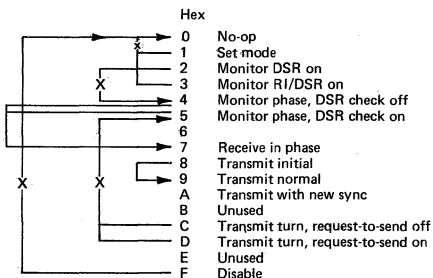 Hex
0 No-op
1 Set mode
2 Monitor DSR on
3 Monitor RI/DSR on
4 Monitor phase, DSR check off
5 Monitor phase, DSR check on
6
7 Receive in phase
8 Transmit initial
9 Transmit normal
A Transmit with new sync
B Unused
C Transmit turn, request-to-send off
D Transmit turn, request-to-send on
E Unused
F Disable
X
X
X
X
X